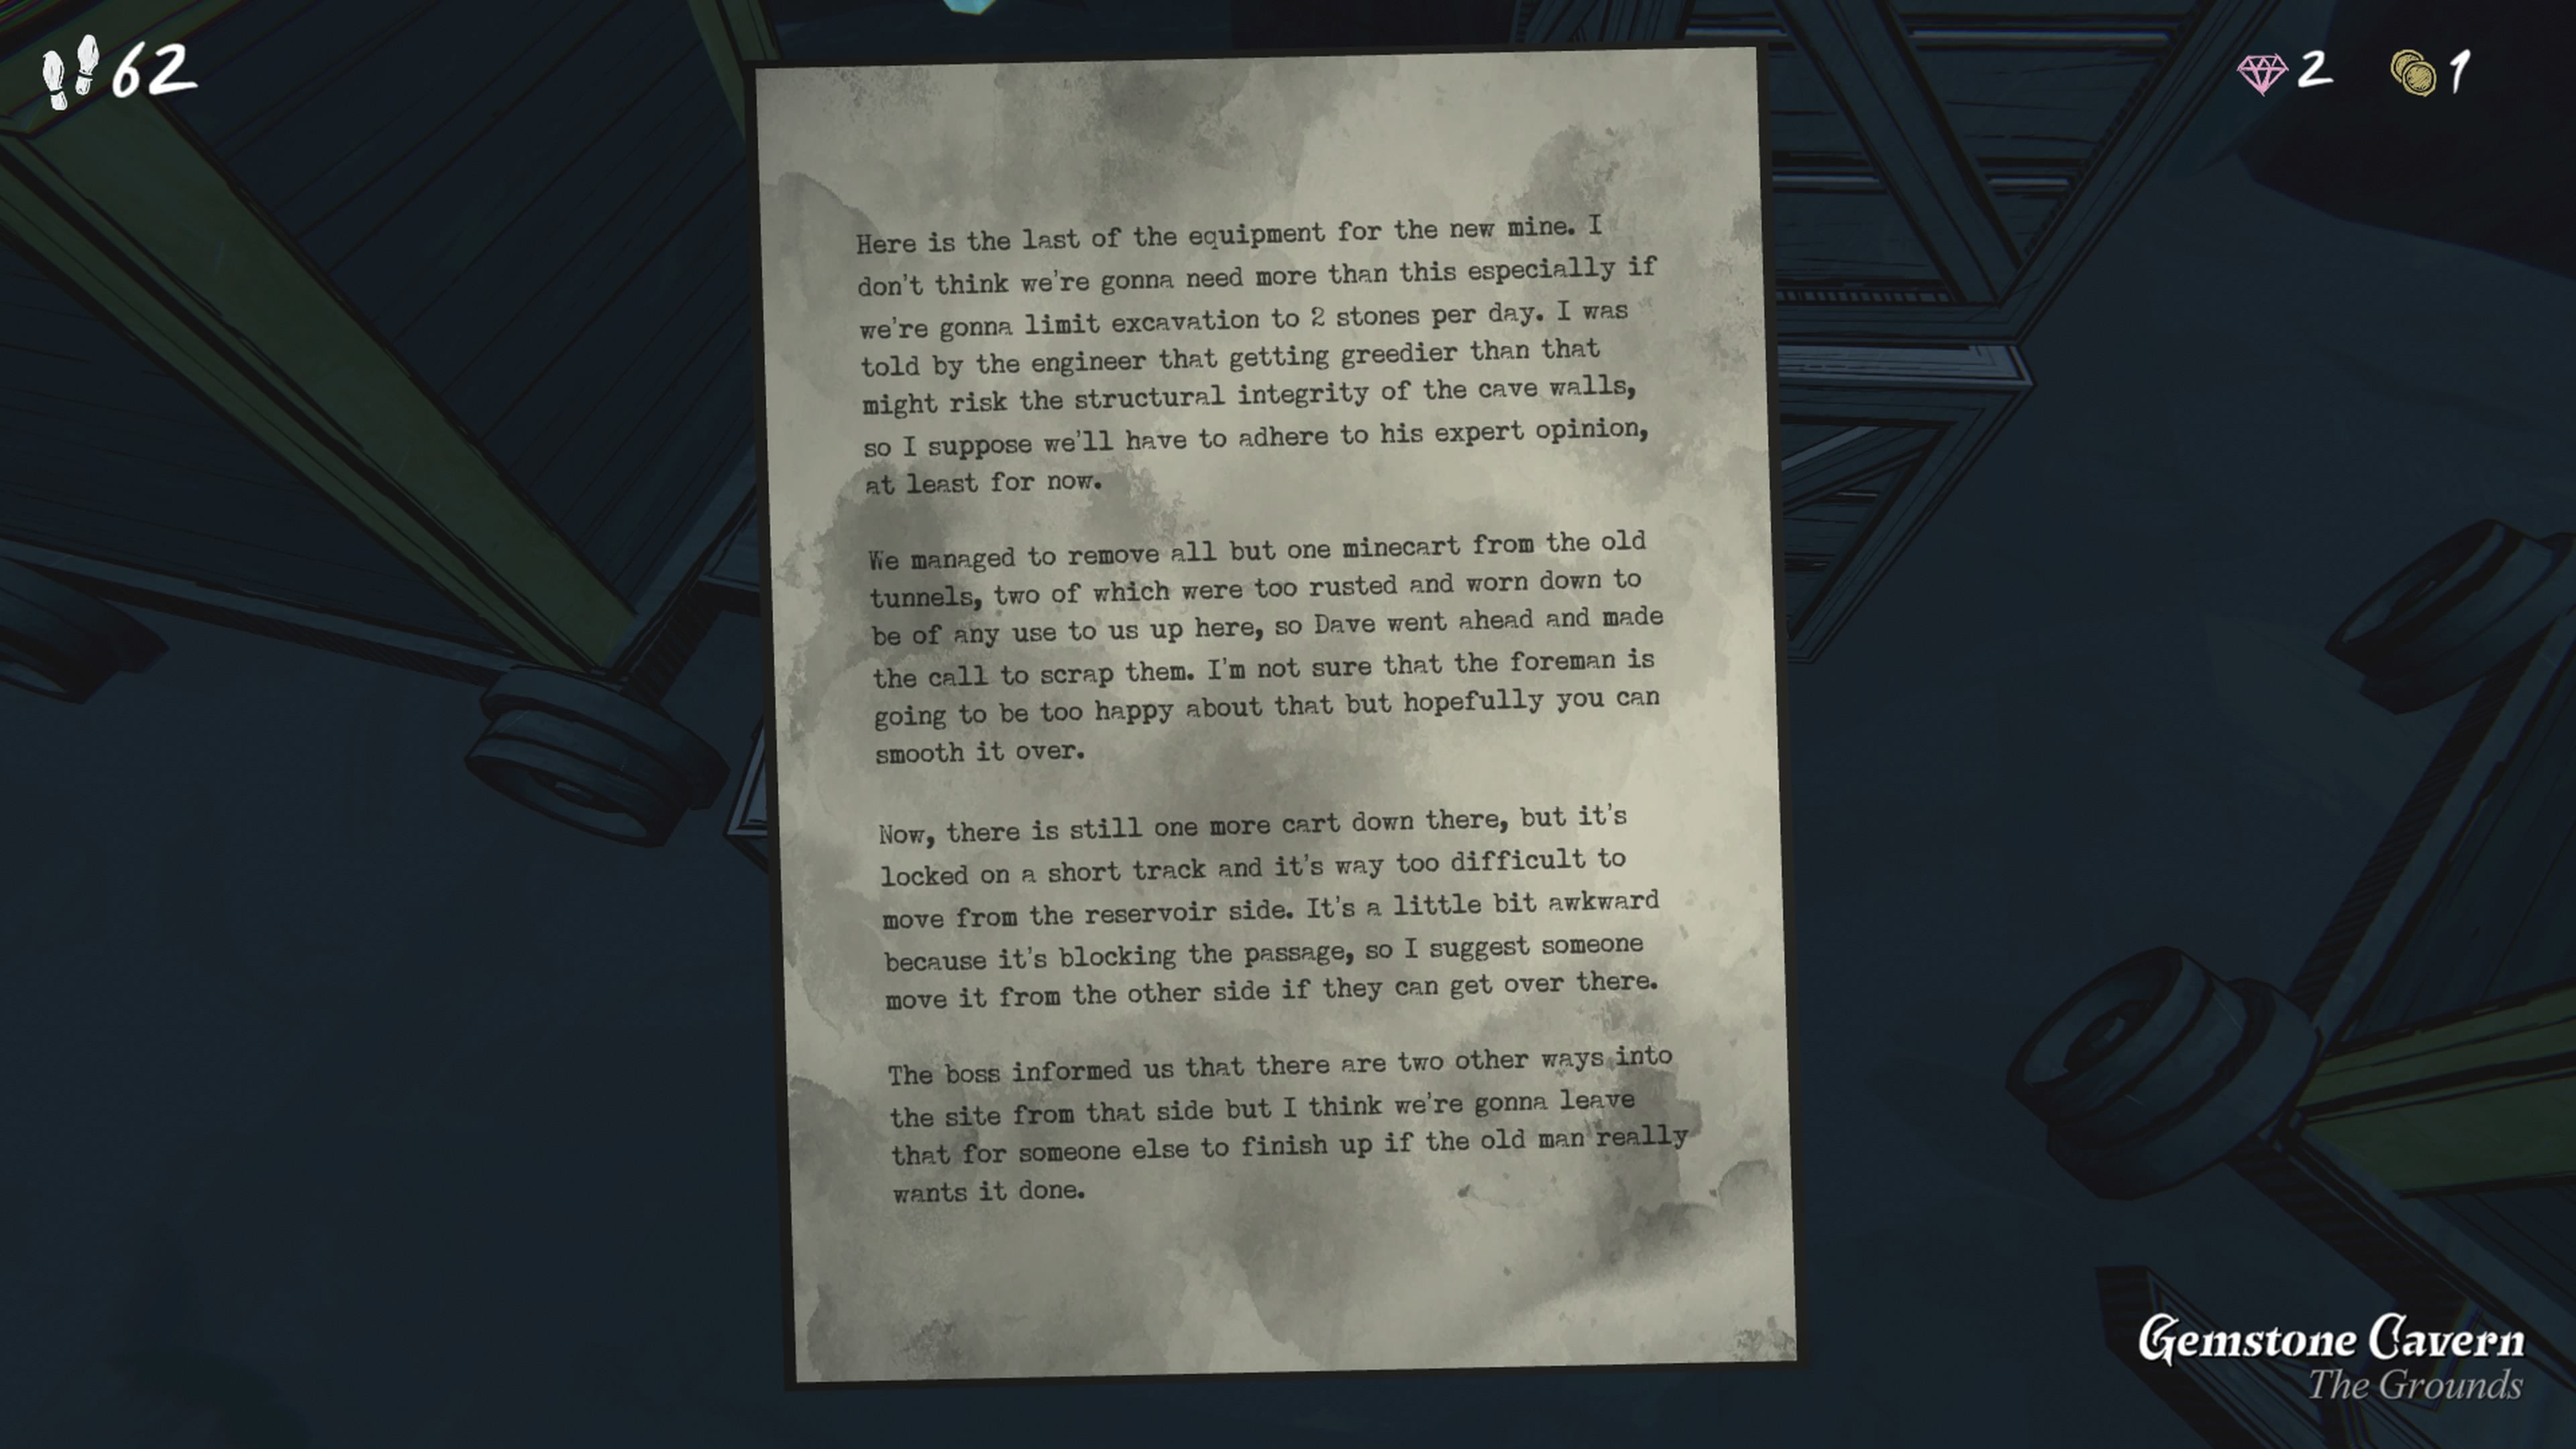 62
2
1
Here is the last of the equipment for the new mine. I
don't think we're gonna need more than this especially if
we're gonna limit excavation to 2 stones per day. I was
told by the engineer that getting greedier than that
might risk the structural integrity of the cave walls,
so I suppose we'll have to adhere to his expert opinion,
at least for now.
We managed to remove all but one minecart from the old
tunnels, two of which were too rusted and worn down to
be of any use to us up here, so Dave went ahead and made
the call to scrap them. I'm not sure that the foreman is
going to be too happy about that but hopefully you can
smooth it over.
Now, there is still one more cart down there, but it's
locked on a short track and it's way too difficult to
move from the reservoir side. It's a little bit awkward
because it's blocking the passage, so I suggest someone
move it from the other side if they can get over there.
The boss informed us that there are two other ways into
the site from that side but I think we're gonna leave
that for someone else to finish up if the old man really
wants it done.
Gemstone Cavern
The Grounds